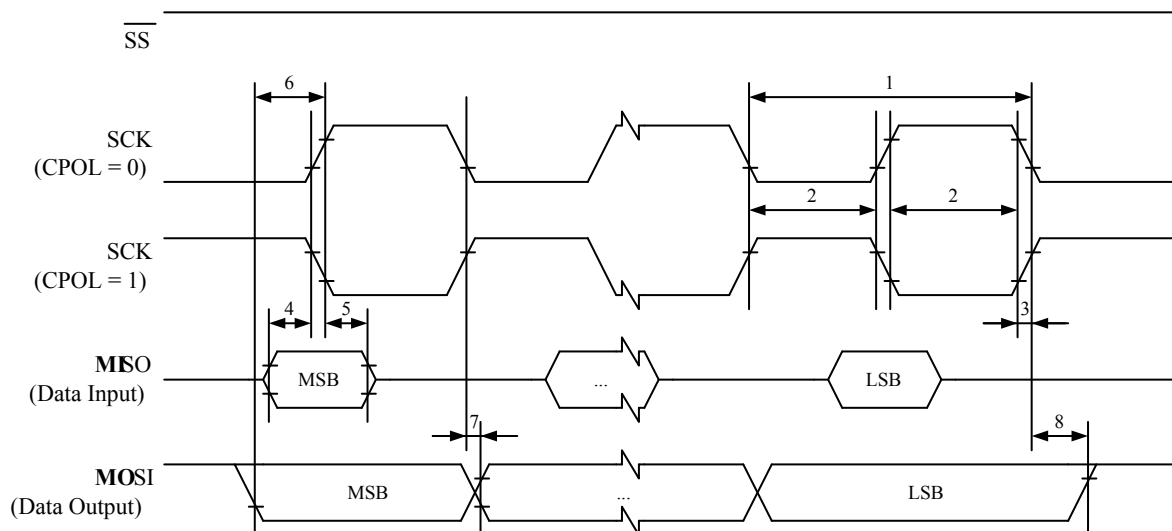 SS
6
1
SCK
(CPOL = 0)
2
2
SCK
(CPOL = 1)
4
5
3
MISO
(Data Input)
MSB
...
LSB
7
8
MOSI
(Data Output)
MSB
...
LSB